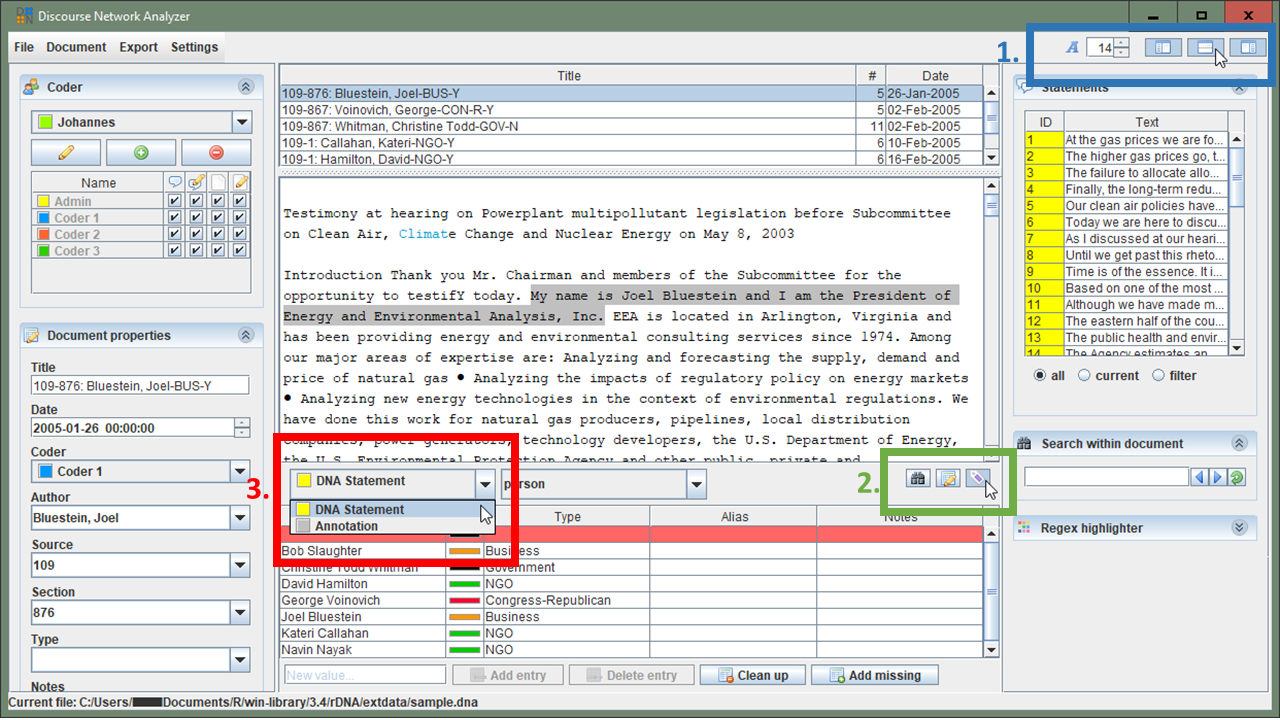 Discourse Network Analyzer
File Document Export Settings
1.
A 14
Coder
Johannes
Name
Admin
Coder 1
Coder 2
Coder 3
Document properties
Title
109-876: Bluestein, Joel-BUS-Y
Date
2005-01-26 00:00:00
Coder
Coder 1
Author
Bluestein, Joel
Source
109
Section
876
Type
Notes
Title # Date
109-876: Bluestein, Joel-BUS-Y 5 26-Jan-2005
109-867: Voinovich, George-CON-R-Y 5 02-Feb-2005
109-867: Whitman, Christine Todd-GOV-N 11 02-Feb-2005
109-1: Callahan, Kateri-NGO-Y 6 10-Feb-2005
109-1: Hamilton, David-NGO-Y 6 16-Feb-2005
Testimony at hearing on Powerplant multipollutant legislation before Subcommittee
on Clean Air, Climate Change and Nuclear Energy on May 8, 2003
Introduction Thank you Mr. Chairman and members of the Subcommittee for the
opportunity to testifY today. My name is Joel Bluestein and I am the President of
Energy and Environmental Analysis, Inc. EEA is located in Arlington, Virginia and
has been providing energy and environmental consulting services since 1974. Among
our major areas of expertise are: Analyzing and forecasting the supply, demand and
price of natural gas ● Analyzing the impacts of regulatory policy on energy markets
● Analyzing new energy technologies in the context of environmental regulations. We
have done this work for natural gas producers, pipelines, local distribution
companies, power generators, technology developers, the U.S. Department of Energy,
the U.S. Environmental Protection Agency and other public, private and
3.
DNA Statement person
DNA Statement
Annotation
2.
Type Alias Notes
Bob Slaughter Business
Christine Todd Whitman Government
David Hamilton NGO
George Voinovich Congress-Republican
Joel Bluestein Business
Kateri Callahan NGO
Navin Nayak NGO
New value... Add entry Delete entry Clean up Add missing
Statements
ID Text
1 At the gas prices we are fo...
2 The higher gas prices go, t...
3 The failure to allocate allo...
4 Finally, the long-term redu...
5 Our clean air policies have...
6 Today we are here to discu...
7 As I discussed at our heari...
8 Until we get past this rheto...
9 Time is of the essence. It i...
10 Based on one of the most ...
11 Although we have made m...
12 The eastern half of the cou...
13 The public health and envir...
14 The Agency estimates an
all current filter
Search within document
Regex highlighter
Current file: C:/Users/ Documents/R/win-library/3.4/rDNA/extdata/sample.dna